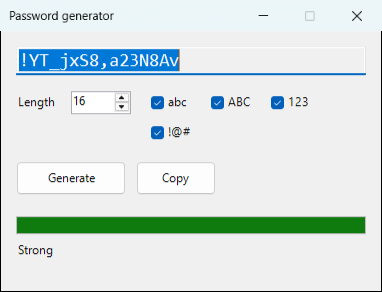 Password generator
!YT_jxS8,a23N8Av
Length 16 abc ABC 123
!@#
Generate Copy
Strong